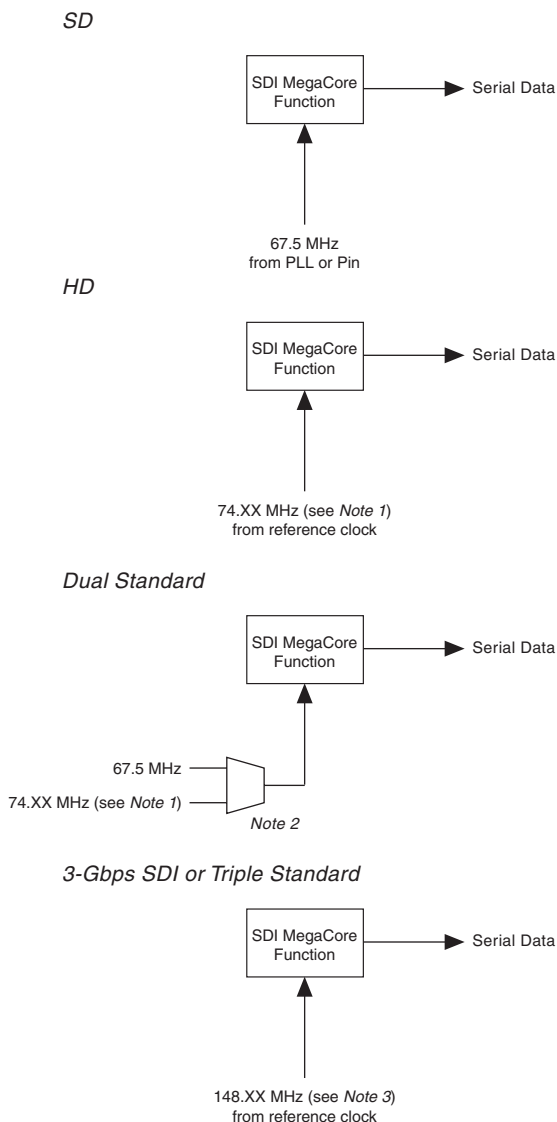 SD
SDI MegaCore
Function
Serial Data
67.5 MHz
from PLL or Pin
HD
SDI MegaCore
Function
Serial Data
74.XX MHz (see Note 1)
from reference clock
Dual Standard
SDI MegaCore
Function
Serial Data
67.5 MHz
74.XX MHz (see Note 1)
Note 2
3-Gbps SDI or Triple Standard
SDI MegaCore
Function
Serial Data
148.XX MHz (see Note 3)
from reference clock